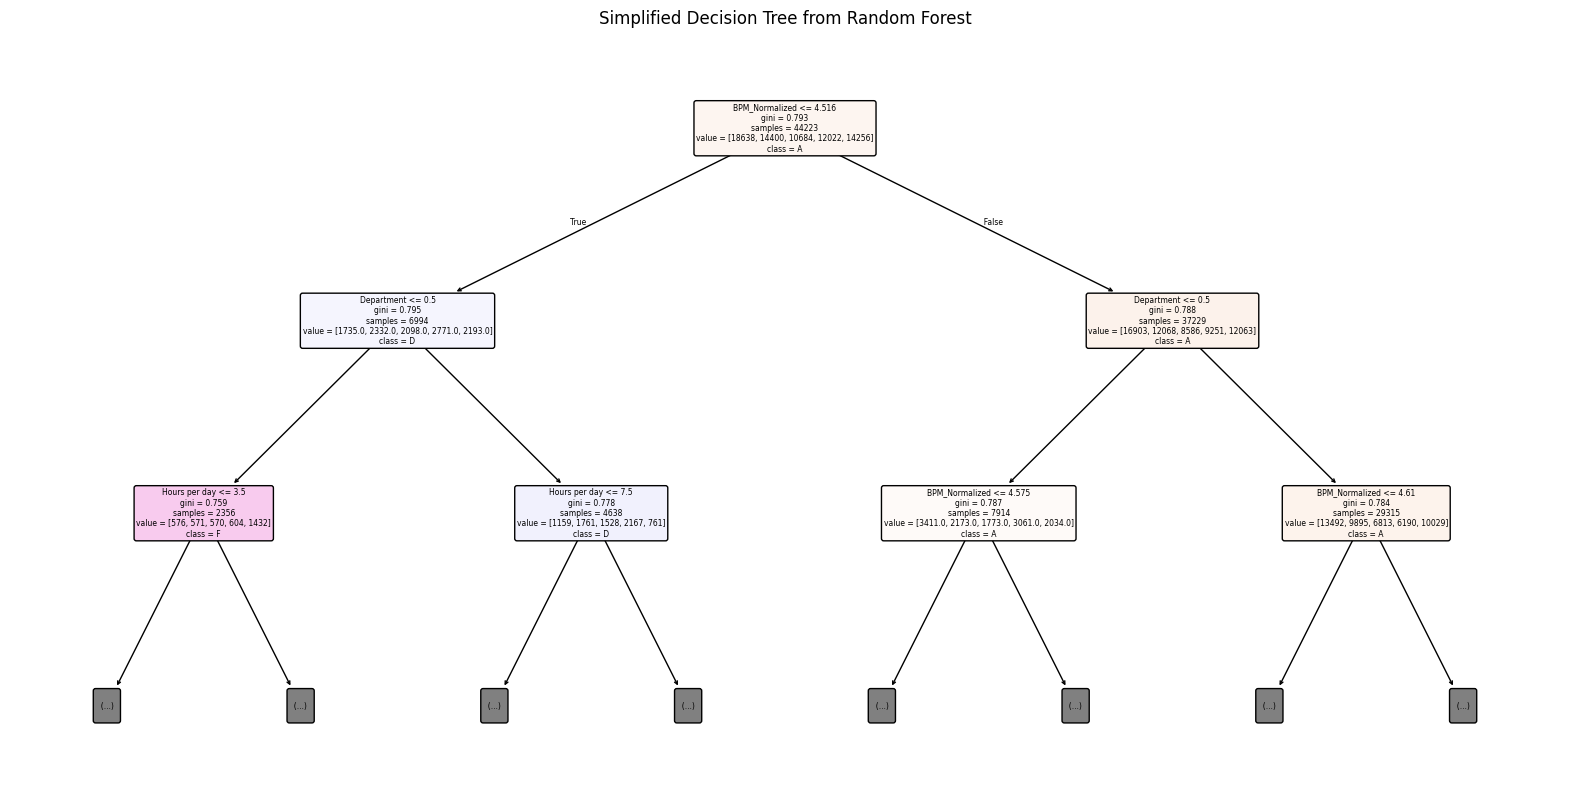 Simplified Decision Tree from Random Forest
BPM_Normalized <= 4.516
gini = 0.793
samples = 44223
value = [18638, 14400, 10684, 12022, 14256]
class = A
True
False
Department <= 0.5
gini = 0.795
samples = 6994
value = [1735.0, 2332.0, 2098.0, 2771.0, 2193.0]
class = D
Department <= 0.5
gini = 0.788
samples = 37229
value = [16903, 12068, 8586, 9251, 12063]
class = A
Hours per day <= 3.5
gini = 0.759
samples = 2356
value = [576, 571, 570, 604, 1432]
class = F
Hours per day <= 7.5
gini = 0.778
samples = 4638
value = [1159, 1761, 1528, 2167, 761]
class = D
BPM_Normalized <= 4.575
gini = 0.787
samples = 7914
value = [3411.0, 2173.0, 1773.0, 3061.0, 2034.0]
class = A
BPM_Normalized <= 4.61
gini = 0.784
samples = 29315
value = [13492, 9895, 6813, 6190, 10029]
class = A
(...)
(...)
(...)
(...)
(...)
(...)
(...)
(...)